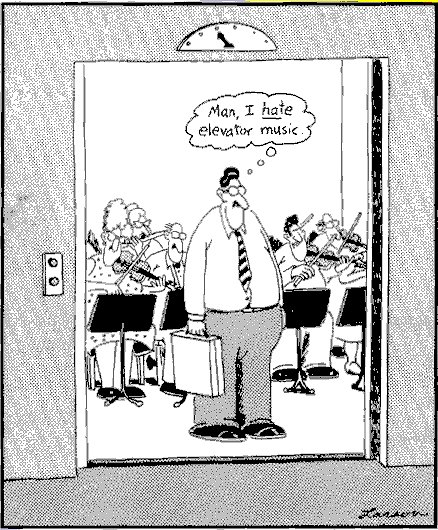 Man, I hate
elevator music.
Larson